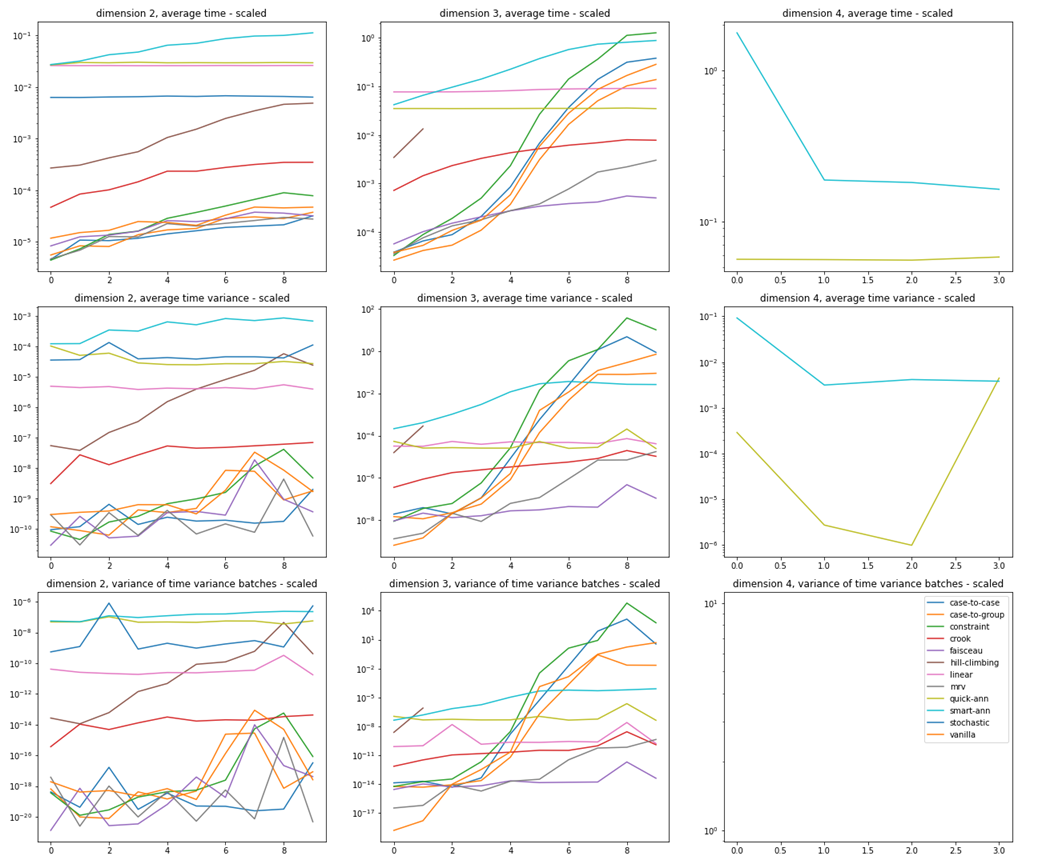 dimension 2, average time - scaled
dimension 3, average time - scaled
dimension 4, average time - scaled
10⁻¹
10⁻²
10⁻³
10⁻⁴
10⁻⁵
0 2 4 6 8
10⁰
10⁻¹
10⁻²
10⁻³
10⁻⁴
0 2 4 6 8
10⁰
10⁻¹
0.0 0.5 1.0 1.5 2.0 2.5 3.0
dimension 2, average time variance - scaled
dimension 3, average time variance - scaled
dimension 4, average time variance - scaled
10⁻³
10⁻⁴
10⁻⁵
10⁻⁶
10⁻⁷
10⁻⁸
10⁻⁹
10⁻¹⁰
0 2 4 6 8
10²
10⁰
10⁻²
10⁻⁴
10⁻⁶
10⁻⁸
0 2 4 6 8
10⁻¹
10⁻²
10⁻³
10⁻⁴
10⁻⁵
10⁻⁶
0.0 0.5 1.0 1.5 2.0 2.5 3.0
dimension 2, variance of time variance batches - scaled
dimension 3, variance of time variance batches - scaled
dimension 4, variance of time variance batches - scaled
10⁻⁶
10⁻⁸
10⁻¹⁰
10⁻¹²
10⁻¹⁴
10⁻¹⁶
10⁻¹⁸
10⁻²⁰
0 2 4 6 8
10⁴
10¹
10⁻²
10⁻⁵
10⁻⁸
10⁻¹¹
10⁻¹⁴
10⁻¹⁷
0 2 4 6 8
10¹
10⁰
0.0 0.5 1.0 1.5 2.0 2.5 3.0
case-to-case
case-to-group
constraint
crook
faisceau
hill-climbing
linear
mrv
quick-ann
smart-ann
stochastic
vanilla